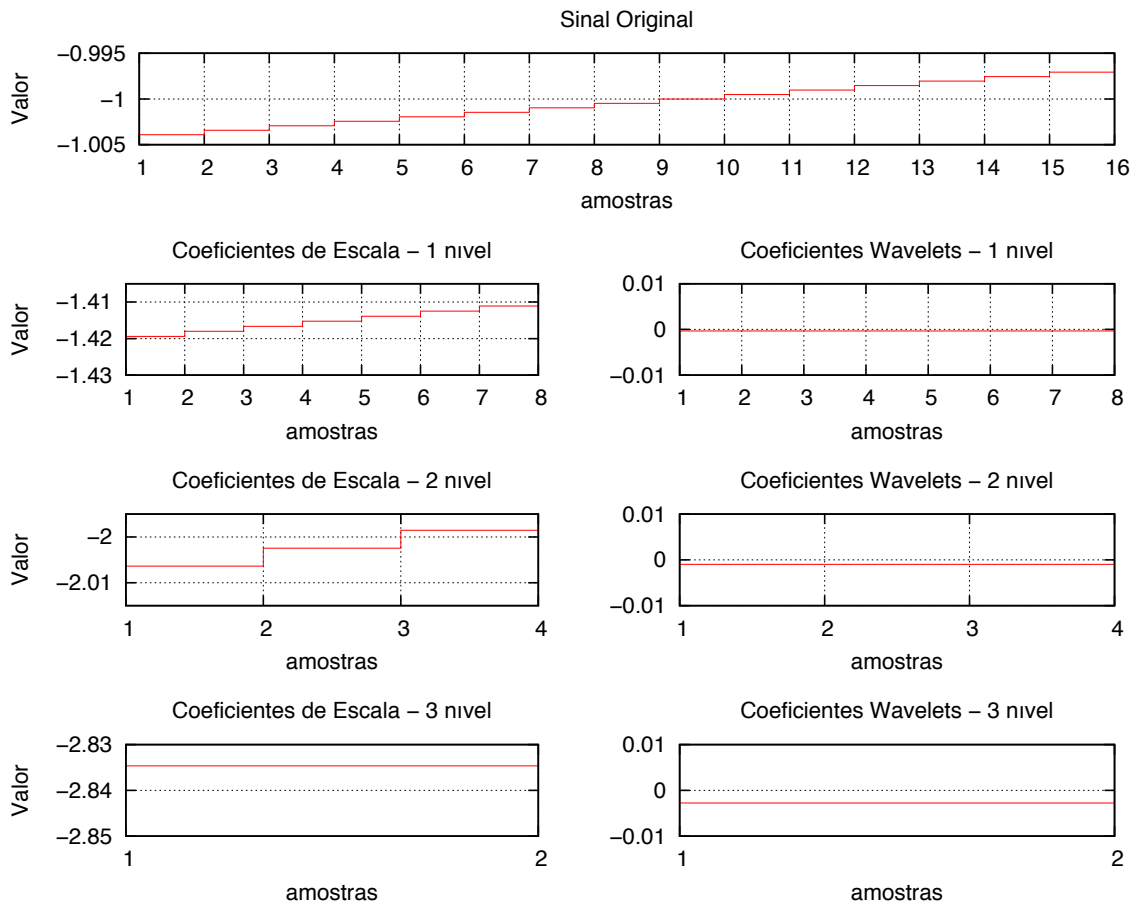 Sinal Original
Valor
−0.995
−1
−1.005
1 2 3 4 5 6 7 8 9 10 11 12 13 14 15 16
amostras
Coeficientes de Escala − 1 nıvel
Valor
−1.41
−1.42
−1.43
1 2 3 4 5 6 7 8
amostras
Coeficientes Wavelets − 1 nıvel
0.01
0
−0.01
1 2 3 4 5 6 7 8
amostras
Coeficientes de Escala − 2 nıvel
Valor
−2
−2.01
1 2 3 4
amostras
Coeficientes Wavelets − 2 nıvel
0.01
0
−0.01
1 2 3 4
amostras
Coeficientes de Escala − 3 nıvel
Valor
−2.83
−2.84
−2.85
1 2
amostras
Coeficientes Wavelets − 3 nıvel
0.01
0
−0.01
1 2
amostras